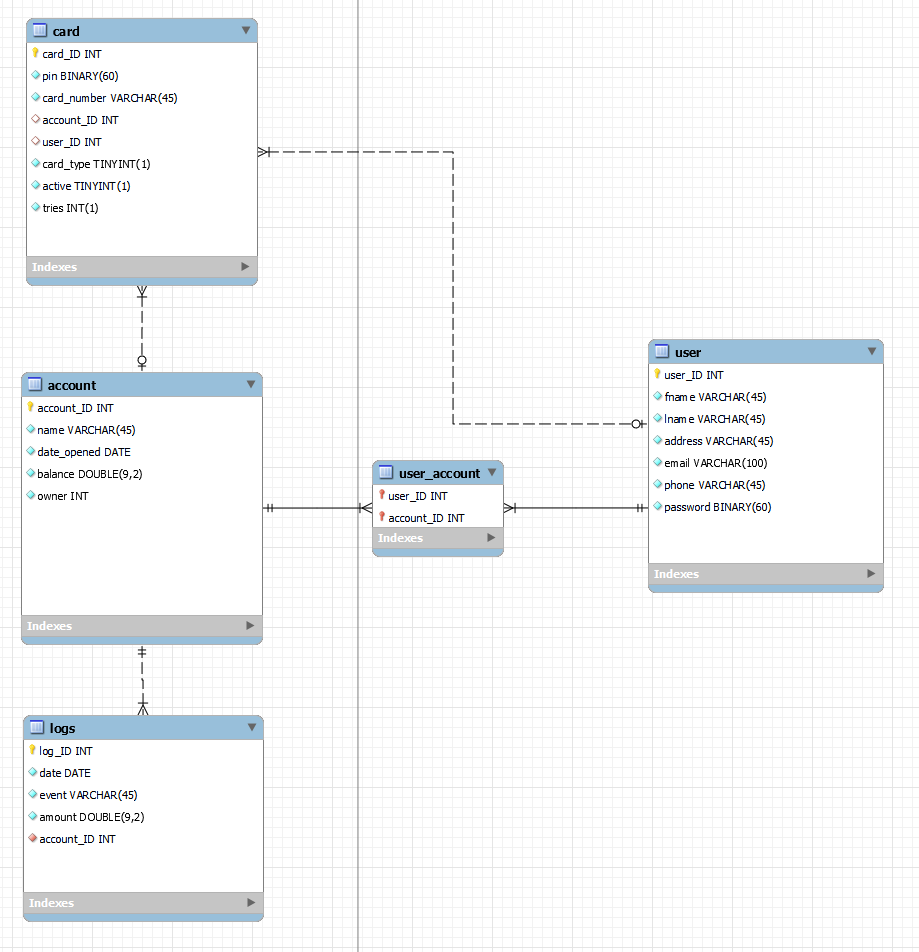 card
card_ID INT
pin BINARY(60)
card_number VARCHAR(45)
account_ID INT
user_ID INT
card_type TINYINT(1)
active TINYINT(1)
tries INT(1)
Indexes
account
account_ID INT
name VARCHAR(45)
date_opened DATE
balance DOUBLE(9,2)
owner INT
Indexes
user_account
user_ID INT
account_ID INT
Indexes
user
user_ID INT
fname VARCHAR(45)
lname VARCHAR(45)
address VARCHAR(45)
email VARCHAR(100)
phone VARCHAR(45)
password BINARY(60)
Indexes
logs
log_ID INT
date DATE
event VARCHAR(45)
amount DOUBLE(9,2)
account_ID INT
Indexes